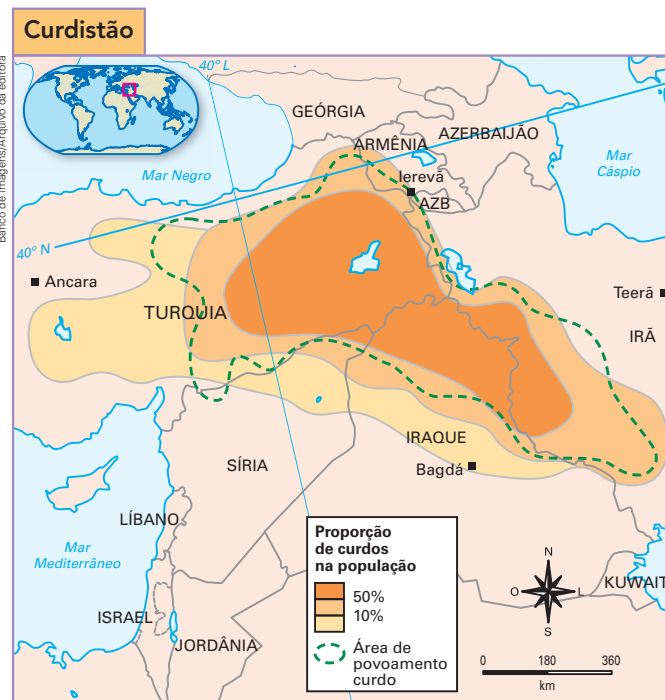 Curdistão
Banco de imagens/Arquivo da editora
40° L
GEÓRGIA
ARMÊNIA
AZERBAIJÃO
Mar
Cáspio
Mar Negro
Ierevã
AZB
40° N
Ancara
Teerã
TURQUIA
IRÃ
IRAQUE
Bagdá
SÍRIA
LÍBANO
Mar
Mediterrâneo
ISRAEL
JORDÂNIA
KUWAIT
Proporção
de curdos
na população
50%
10%
Área de
povoamento
curdo
N
O
L
S
0 180 360
km